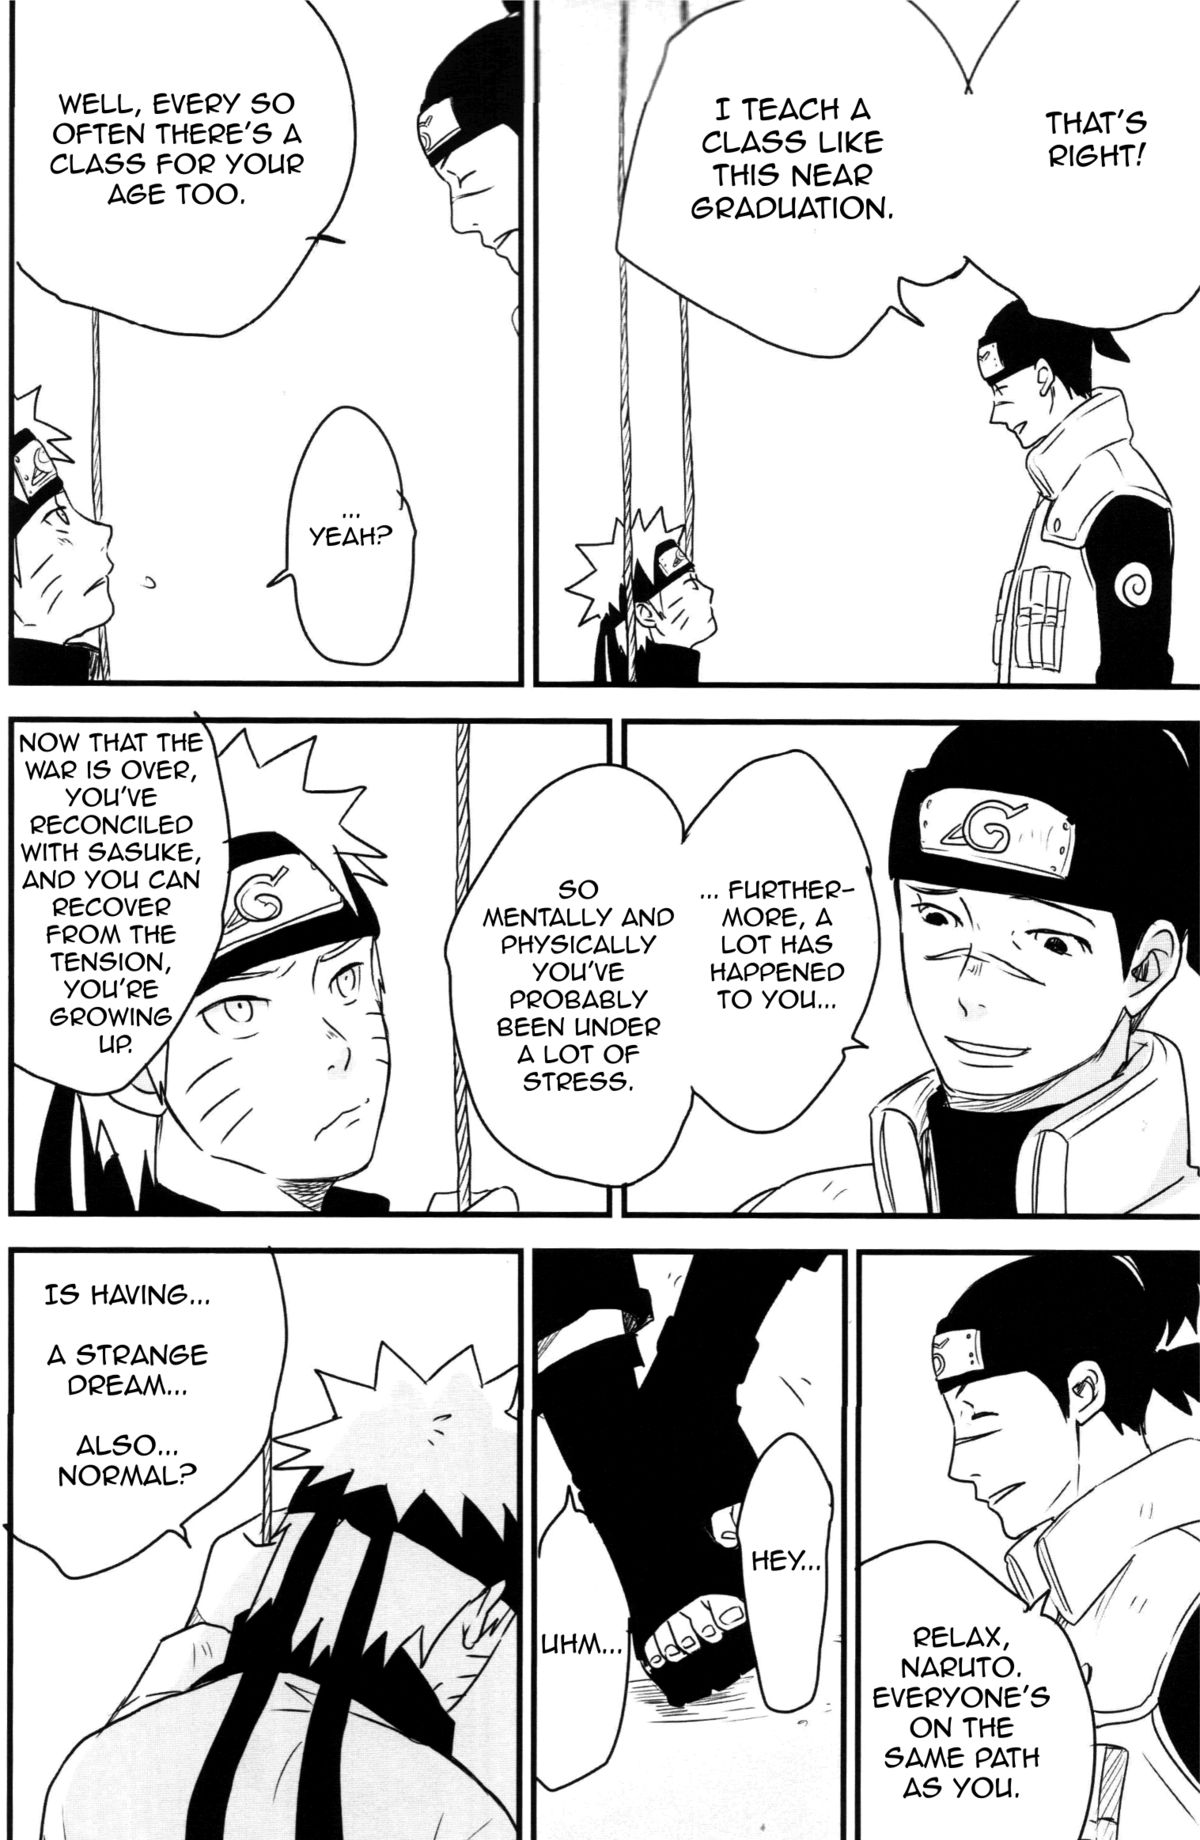 THAT'S
RIGHT!
I TEACH A
CLASS LIKE
THIS NEAR
GRADUATION.
WELL, EVERY SO
OFTEN THERE'S A
CLASS FOR YOUR
AGE TOO.
...
YEAH?
... FURTHER-
MORE, A
LOT HAS
HAPPENED
TO YOU...
SO
MENTALLY AND
PHYSICALLY
YOU'VE
PROBABLY
BEEN UNDER
A LOT OF
STRESS.
NOW THAT THE
WAR IS OVER,
YOU'VE
RECONCILED
WITH SASUKE,
AND YOU CAN
RECOVER
FROM THE
TENSION,
YOU'RE
GROWING
UP.
RELAX,
NARUTO.
EVERYONE'S
ON THE
SAME PATH
AS YOU.
HEY...
UHM...
IS HAVING...
A STRANGE
DREAM...
ALSO...
NORMAL?